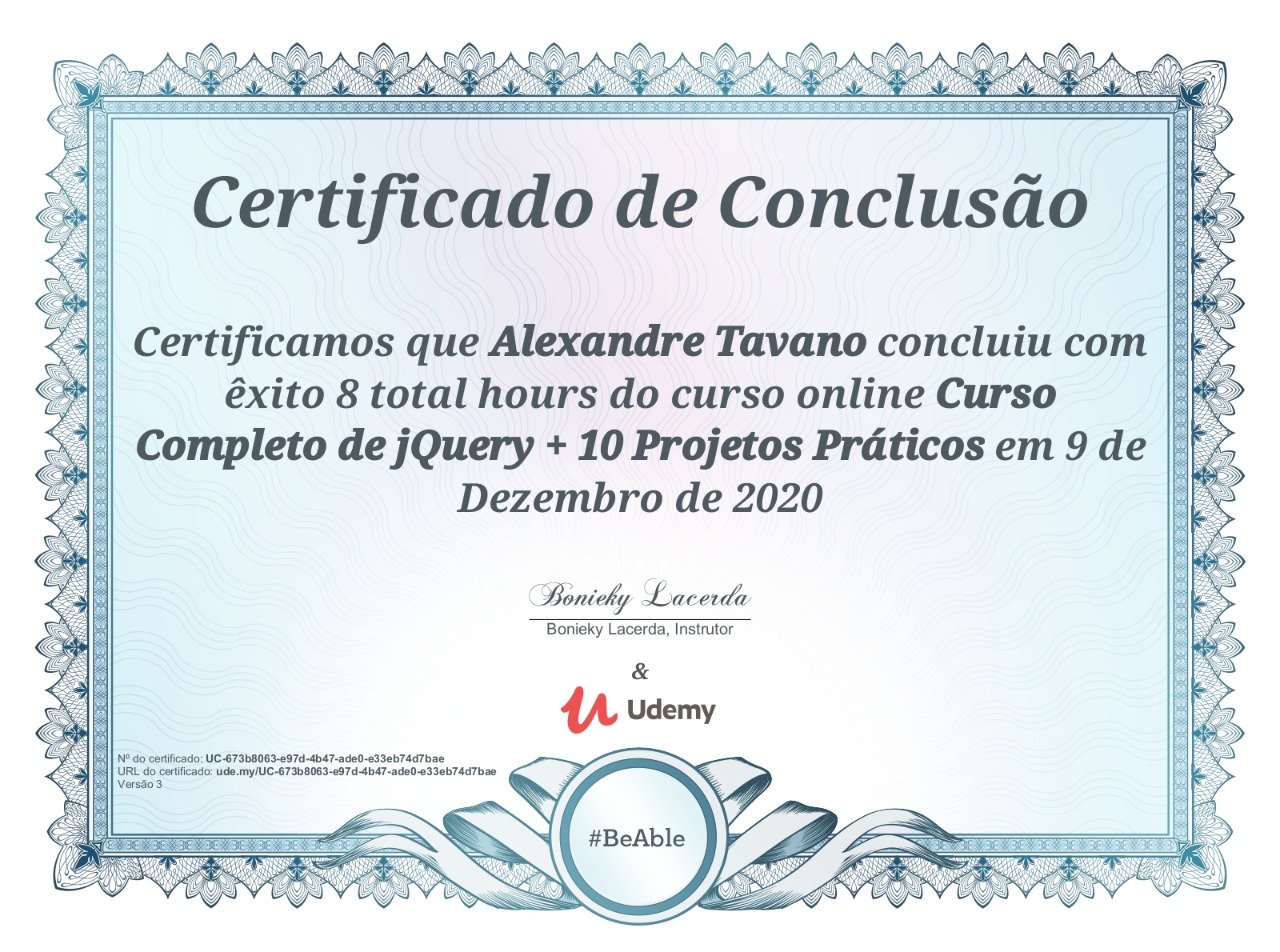 Certificado de Conclusão
Certificamos que Alexandre Tavano concluiu com
êxito 8 total hours do curso online Curso
Completo de jQuery + 10 Projetos Práticos em 9 de
Dezembro de 2020
Bonieky Lacerda
Bonieky Lacerda, Instrutor
&
Udemy
Nº do certificado: UC-673b8063-e97d-4b47-ade0-e33eb74d7bae
URL do certificado: ude.my/UC-673b8063-e97d-4b47-ade0-e33eb74d7bae
Versão 3
#BeAble